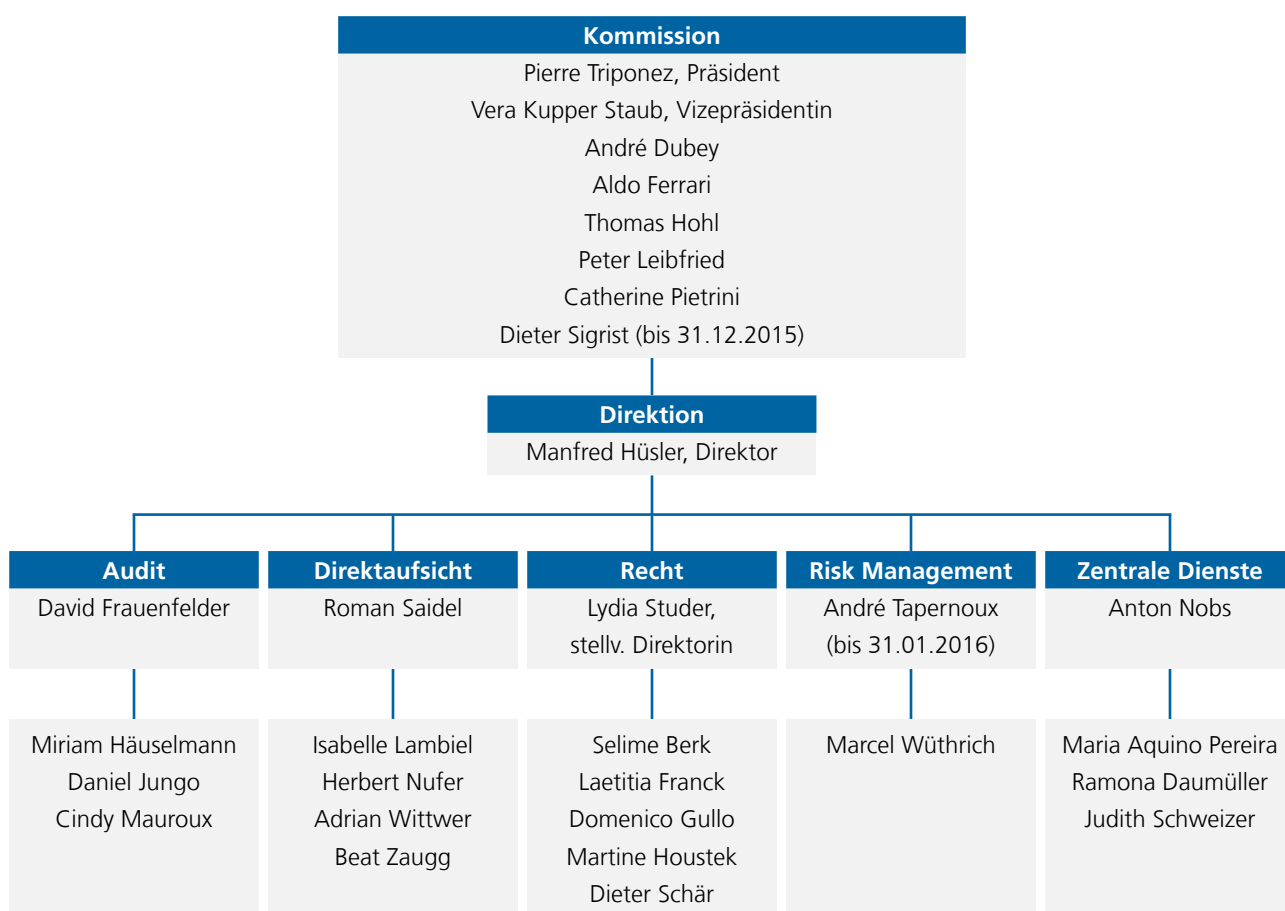 Kommission
Pierre Triponez, Präsident
Vera Kupper Staub, Vizepräsidentin
André Dubey
Aldo Ferrari
Thomas Hohl
Peter Leibfried
Catherine Pietrini
Dieter Sigrist (bis 31.12.2015)
Direktion
Manfred Hüsler, Direktor
Audit
David Frauenfelder
Miriam Häuselmann
Daniel Jungo
Cindy Mauroux
Direktaufsicht
Roman Saidel
Isabelle Lambiel
Herbert Nufer
Adrian Wittwer
Beat Zaugg
Recht
Lydia Studer,
stellv. Direktorin
Selime Berk
Laetitia Franck
Domenico Gullo
Martine Houstek
Dieter Schär
Risk Management
André Tapernoux
(bis 31.01.2016)
Marcel Wüthrich
Zentrale Dienste
Anton Nobs
Maria Aquino Pereira
Ramona Daumüller
Judith Schweizer